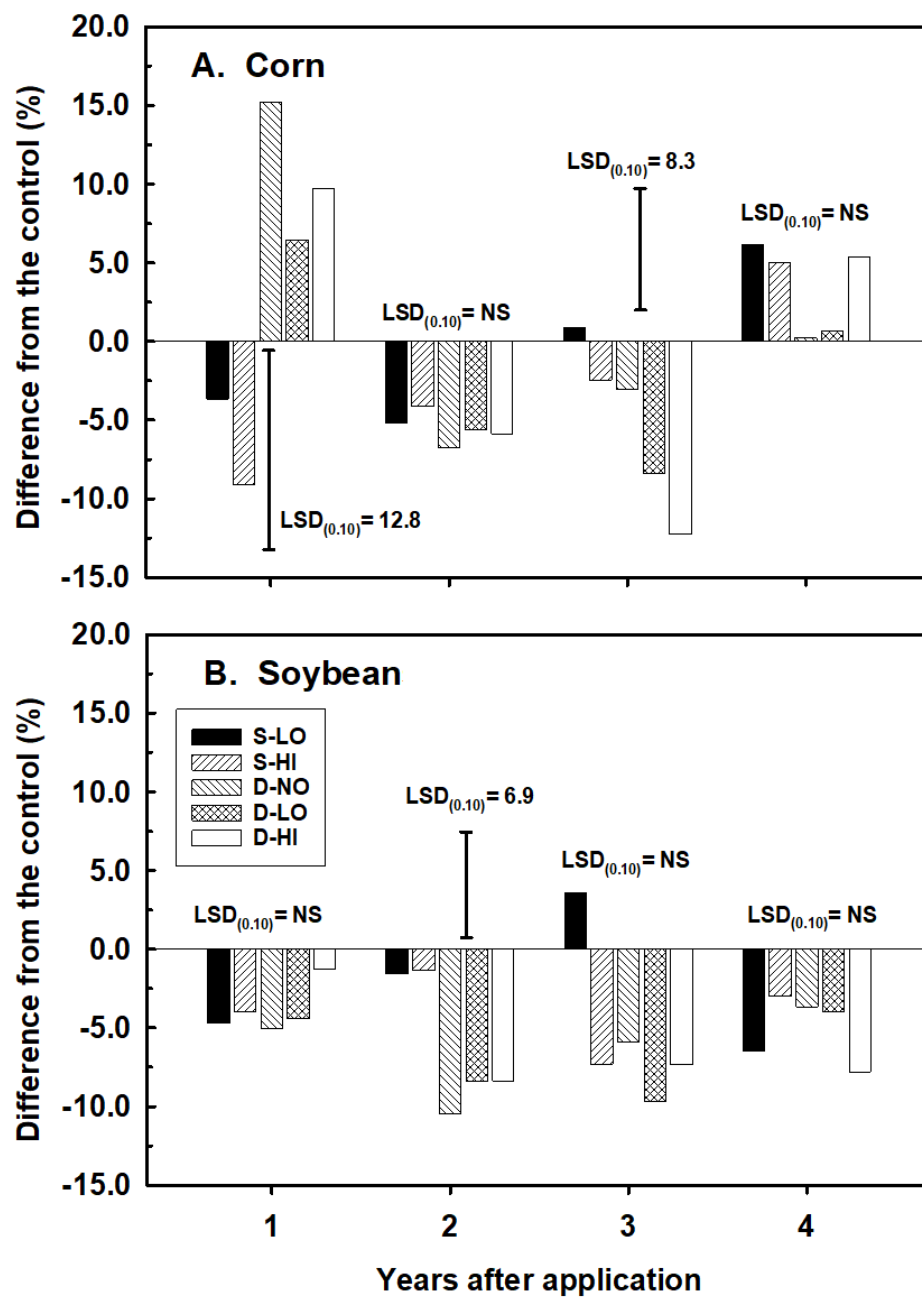 Difference from the control (%)
20.0
15.0
10.0
5.0
0.0
-5.0
-10.0
-15.0
A. Corn
LSD(0.10)= 12.8
LSD(0.10)= NS
LSD(0.10)= 8.3
LSD(0.10)= NS
Difference from the control (%)
20.0
15.0
10.0
5.0
0.0
-5.0
-10.0
-15.0
B. Soybean
S-LO
S-HI
D-NO
D-LO
D-HI
LSD(0.10)= NS
LSD(0.10)= 6.9
LSD(0.10)= NS
LSD(0.10)= NS
1 2 3 4
Years after application